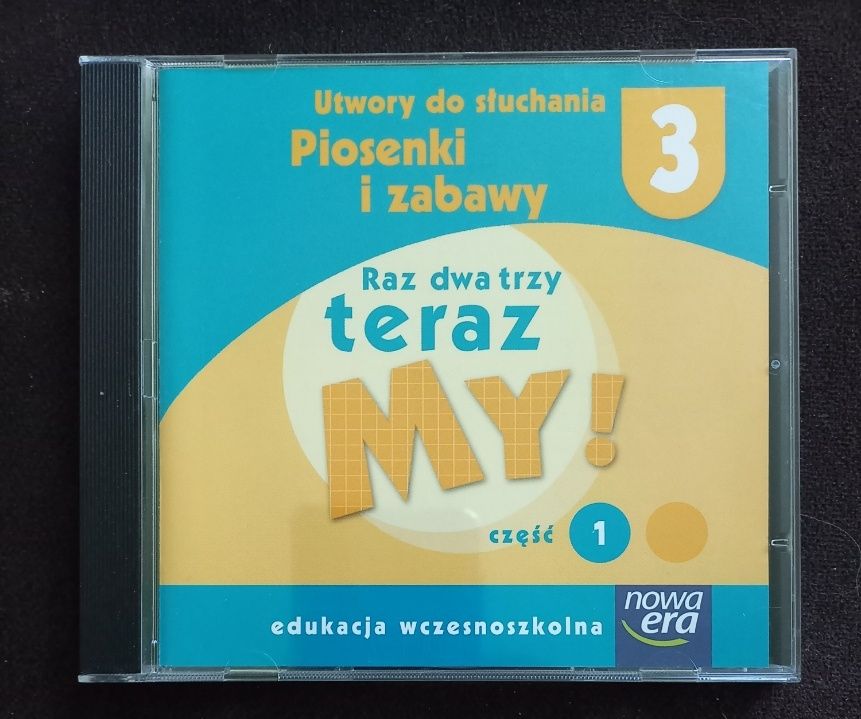 Utwory do słuchania
Piosenki
i zabawy
3
Raz dwa trzy
teraz
MY!
część 1
edukacja wczesnoszkolna
nowa
era